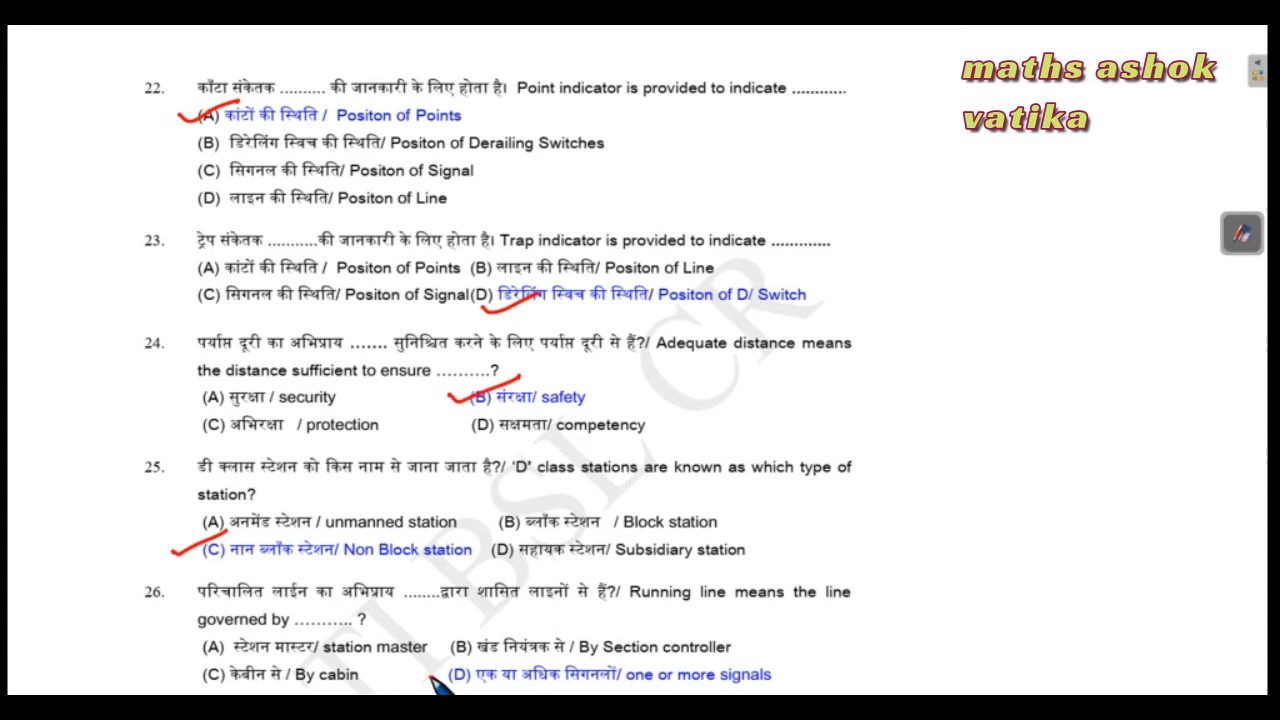 maths ashok
vatika
22. काँटा संकेतक .......... की जानकारी के लिए होता है। Point indicator is provided to indicate ............
(A) कांटों की स्थिति / Positon of Points
(B) डिरेलिंग स्विच की स्थिति/ Positon of Derailing Switches
(C) सिगनल की स्थिति/ Positon of Signal
(D) लाइन की स्थिति/ Positon of Line
23. ट्रेप संकेतक ...........की जानकारी के लिए होता है। Trap indicator is provided to indicate .............
(A) कांटों की स्थिति / Positon of Points (B) लाइन की स्थिति/ Positon of Line
(C) सिगनल की स्थिति/ Positon of Signal(D) डिरेलिंग स्विच की स्थिति/ Positon of D/ Switch
24. पर्याप्त दूरी का अभिप्राय ....... सुनिश्चित करने के लिए पर्याप्त दूरी से हैं?/ Adequate distance means
the distance sufficient to ensure ..........?
(A) सुरक्षा / security (B) संरक्षा/ safety
(C) अभिरक्षा / protection (D) सक्षमता/ competency
25. डी क्लास स्टेशन को किस नाम से जाना जाता है?/ 'D' class stations are known as which type of
station?
(A) अनमेंड स्टेशन / unmanned station (B) ब्लॉक स्टेशन / Block station
(C) नान ब्लॉक स्टेशन/ Non Block station (D) सहायक स्टेशन/ Subsidiary station
26. परिचालित लाईन का अभिप्राय ........द्वारा शासित लाइनों से हैं?/ Running line means the line
governed by ........... ?
(A) स्टेशन मास्टर/ station master (B) खंड नियंत्रक से / By Section controller
(C) केबीन से / By cabin (D) एक या अधिक सिगनलों/ one or more signals
TI BSL CR